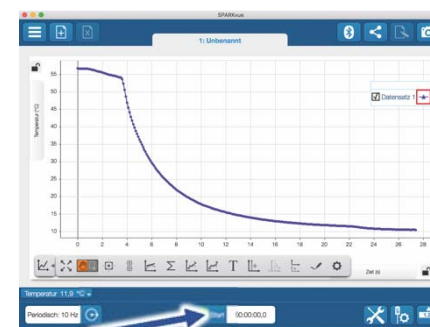 SPARKvue
1: Unbenannt
55
50
45
40
35
30
25
20
15
10
Temperatur (°C)
Datensatz 1
0 2 4 6 8 10 12 14 16 18 20 22 24 26 28
Zeit (s)
Temperatur 11,9 °C
Periodisch: 10 Hz
Start
00:00:00,0